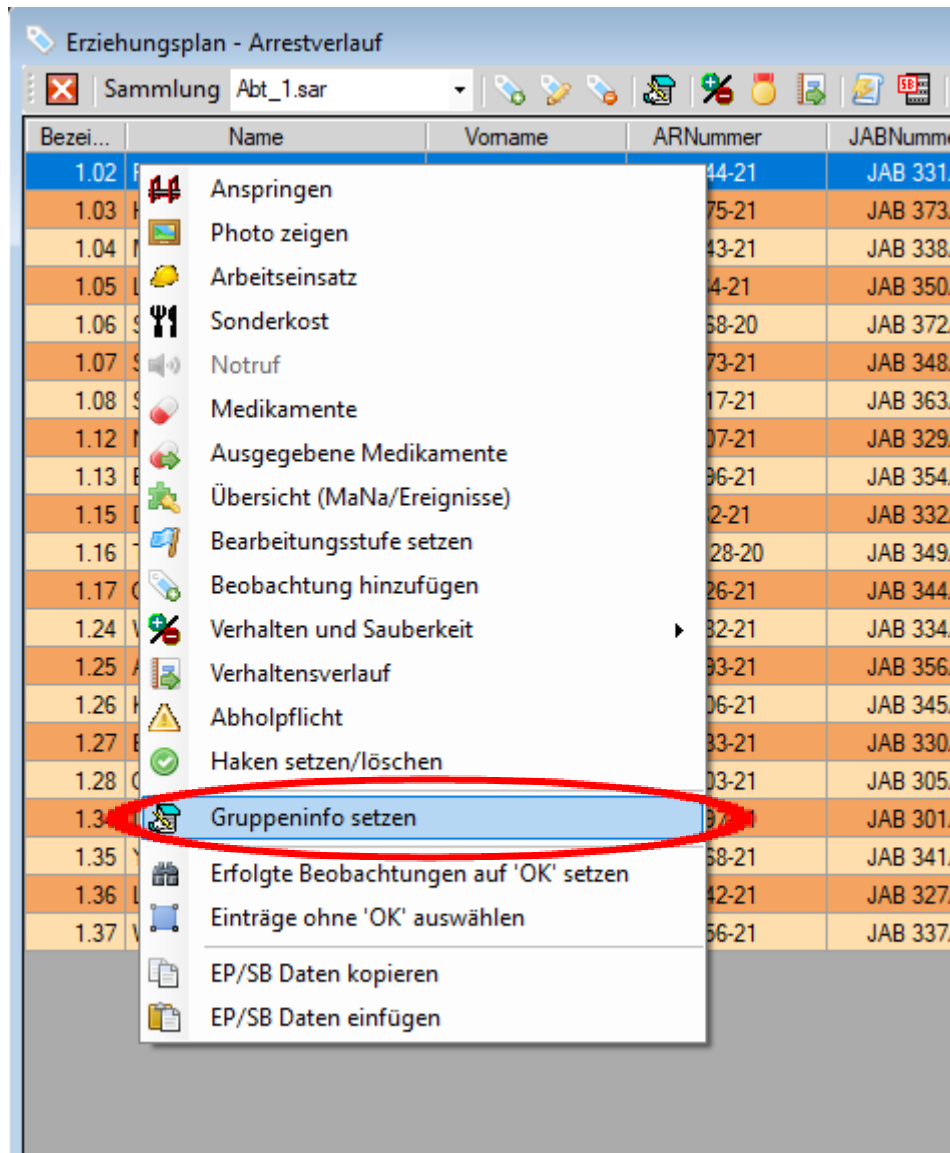 Erziehungsplan - Arrestverlauf
Sammlung Abt_1.sar
Bezei... Name Vorname ARNummer JABNumme
1.02 44-21 JAB 331
1.03 75-21 JAB 373
1.04 43-21 JAB 338
1.05 4-21 JAB 350
1.06 68-20 JAB 372
1.07 73-21 JAB 348
1.08 17-21 JAB 363
1.12 07-21 JAB 329
1.13 96-21 JAB 354
1.15 2-21 JAB 332
1.16 28-20 JAB 349
1.17 26-21 JAB 344
1.24 32-21 JAB 334
1.25 93-21 JAB 356
1.26 06-21 JAB 345
1.27 33-21 JAB 330
1.28 03-21 JAB 305
1.34 JAB 301
1.35 68-21 JAB 341
1.36 42-21 JAB 327
1.37 56-21 JAB 337
Anspringen
Photo zeigen
Arbeitseinsatz
Sonderkost
Notruf
Medikamente
Ausgegebene Medikamente
Übersicht (MaNa/Ereignisse)
Bearbeitungsstufe setzen
Beobachtung hinzufügen
Verhalten und Sauberkeit
Verhaltensverlauf
Abholpflicht
Haken setzen/löschen
Gruppeninfo setzen
Erfolgte Beobachtungen auf 'OK' setzen
Einträge ohne 'OK' auswählen
EP/SB Daten kopieren
EP/SB Daten einfügen